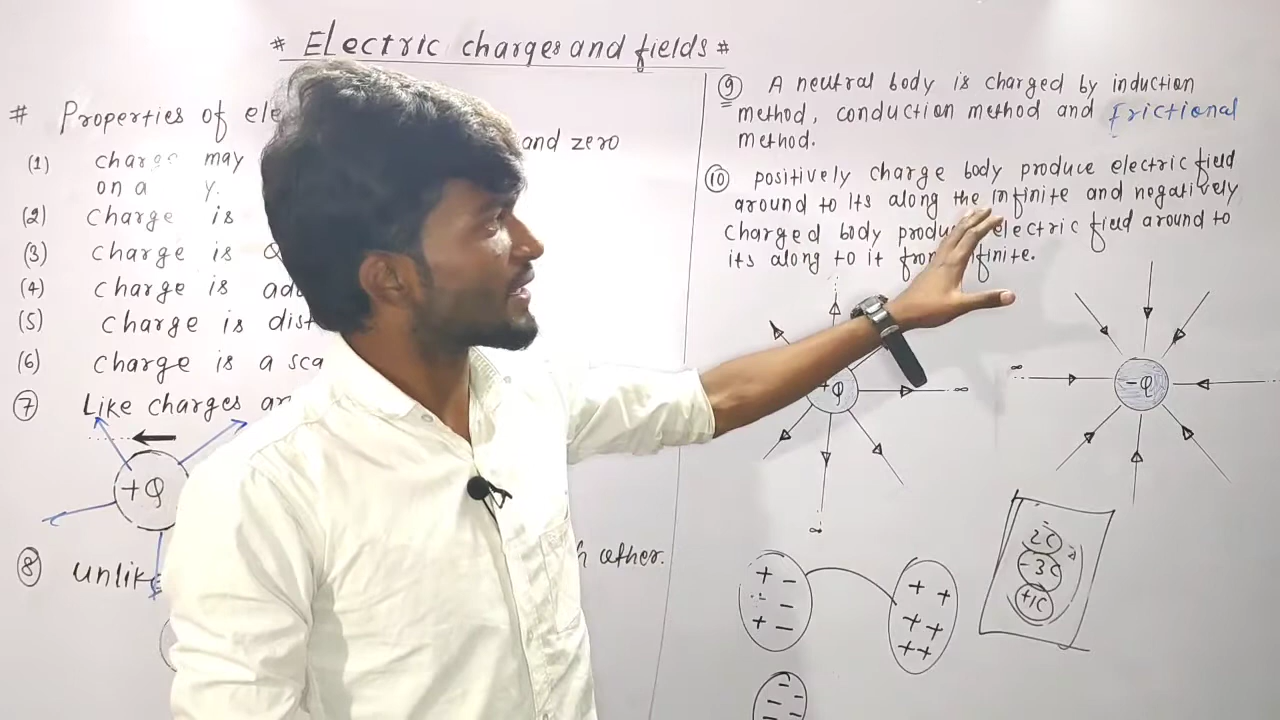 * Electric charges and fields *
# Properties of ele
and zero
(1) charge may
on a y.
(2) charge is
(3) charge is
(4) charge is
(5) charge is dist
(6) charge is a sca
(7) Like charges ar
+Q
(8) unlike
other.
(9) A neutral body is charged by induction
method, conduction method and frictional
method.
(10) positively charge body produce electric field
around to its along the infinite and negatively
charged body produ electric field around to
its along to it from finite.
+Q ∞
∞
∞ -Q
+ -
-
+ -
+ +
+ +
+ +
2C
-3C
+1C
-
- -
- -